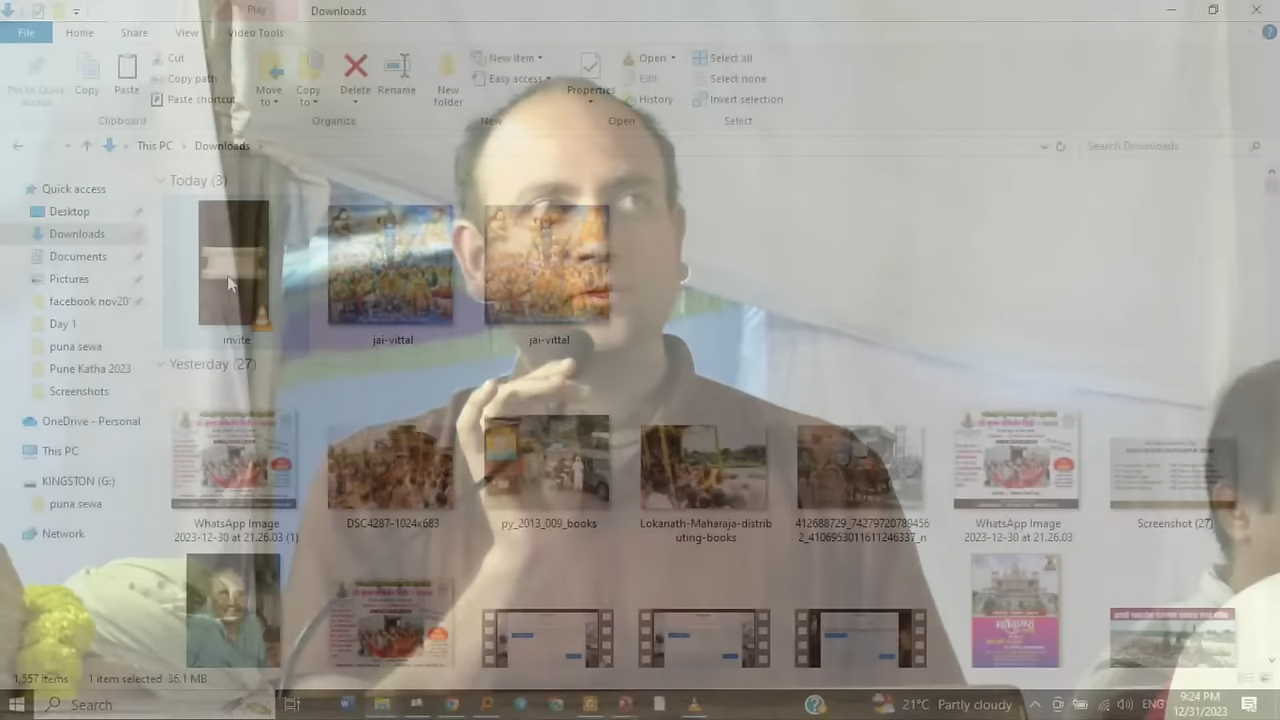 Play
Downloads
File
Home
Share
View
Video Tools
Pin to Quick access
Copy
Paste
Cut
Copy path
Paste shortcut
Move to
Copy to
Delete
Rename
New folder
New item
Easy access
Properties
Open
Edit
History
Select all
Select none
Invert selection
Clipboard
Organize
New
Open
Select
This PC
Downloads
Search Downloads
Quick access
Desktop
Downloads
Documents
Pictures
facebook nov20
Day 1
puna sewa
Pune Katha 2023
Screenshots
OneDrive - Personal
This PC
KINGSTON (G:)
puna sewa
Network
Today (3)
invite
jai-vittal
jai-vittal
Yesterday (27)
WhatsApp Image
2023-12-30 at 21.26.03 (1)
DSC4287-1024x683
py_2013_009_books
Lokanath-Maharaja-distrib
uting-books
412688729_74279720789456
2_4106953011611246337_n
WhatsApp Image
2023-12-30 at 21.26.03
Screenshot (27)
1,557 items
1 item selected 36.1 MB
Search
21°C Partly cloudy
ENG
9:24 PM
12/31/2023